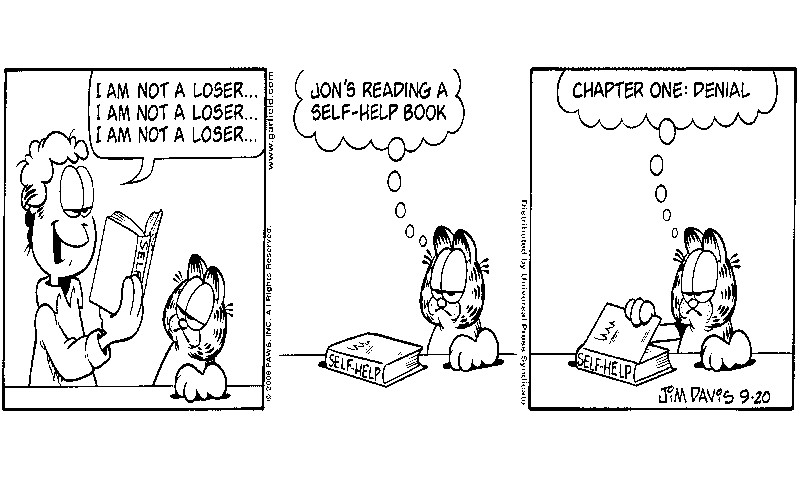 I AM NOT A LOSER...
I AM NOT A LOSER...
I AM NOT A LOSER...
SELF
www.garfield.com
© 2008 PAWS, INC. All Rights Reserved.
JON'S READING A
SELF-HELP BOOK
SELF-HELP
Distributed by Universal Press Syndicate
CHAPTER ONE: DENIAL
SELF-HELP
JIM DAVIS 9·20